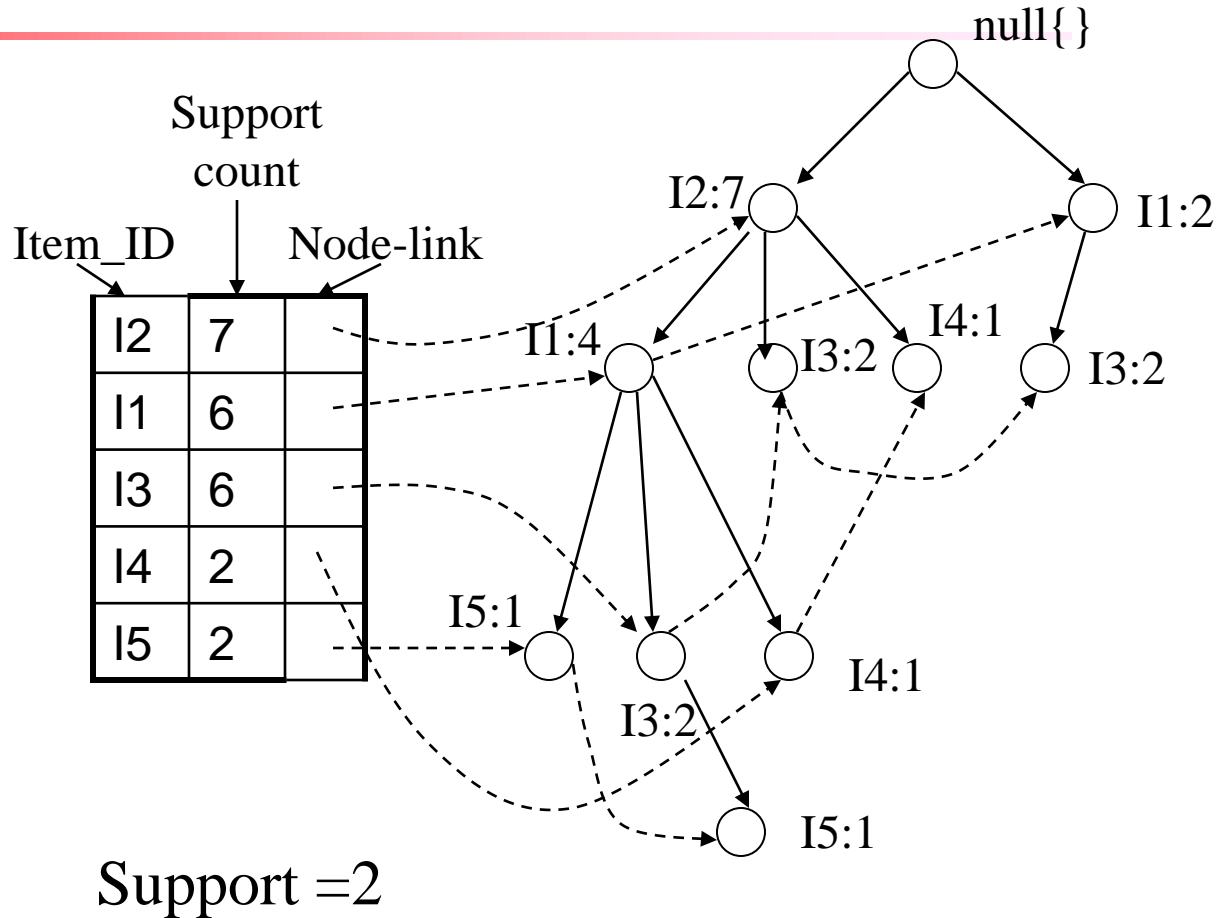 null{}
Support
count
I2:7
I1:2
Item_ID
Node-link
I2 7
I1:4
I4:1
I3:2
I3:2
I1 6
I3 6
I4 2
I5 2
I5:1
I4:1
I3:2
I5:1
Support =2